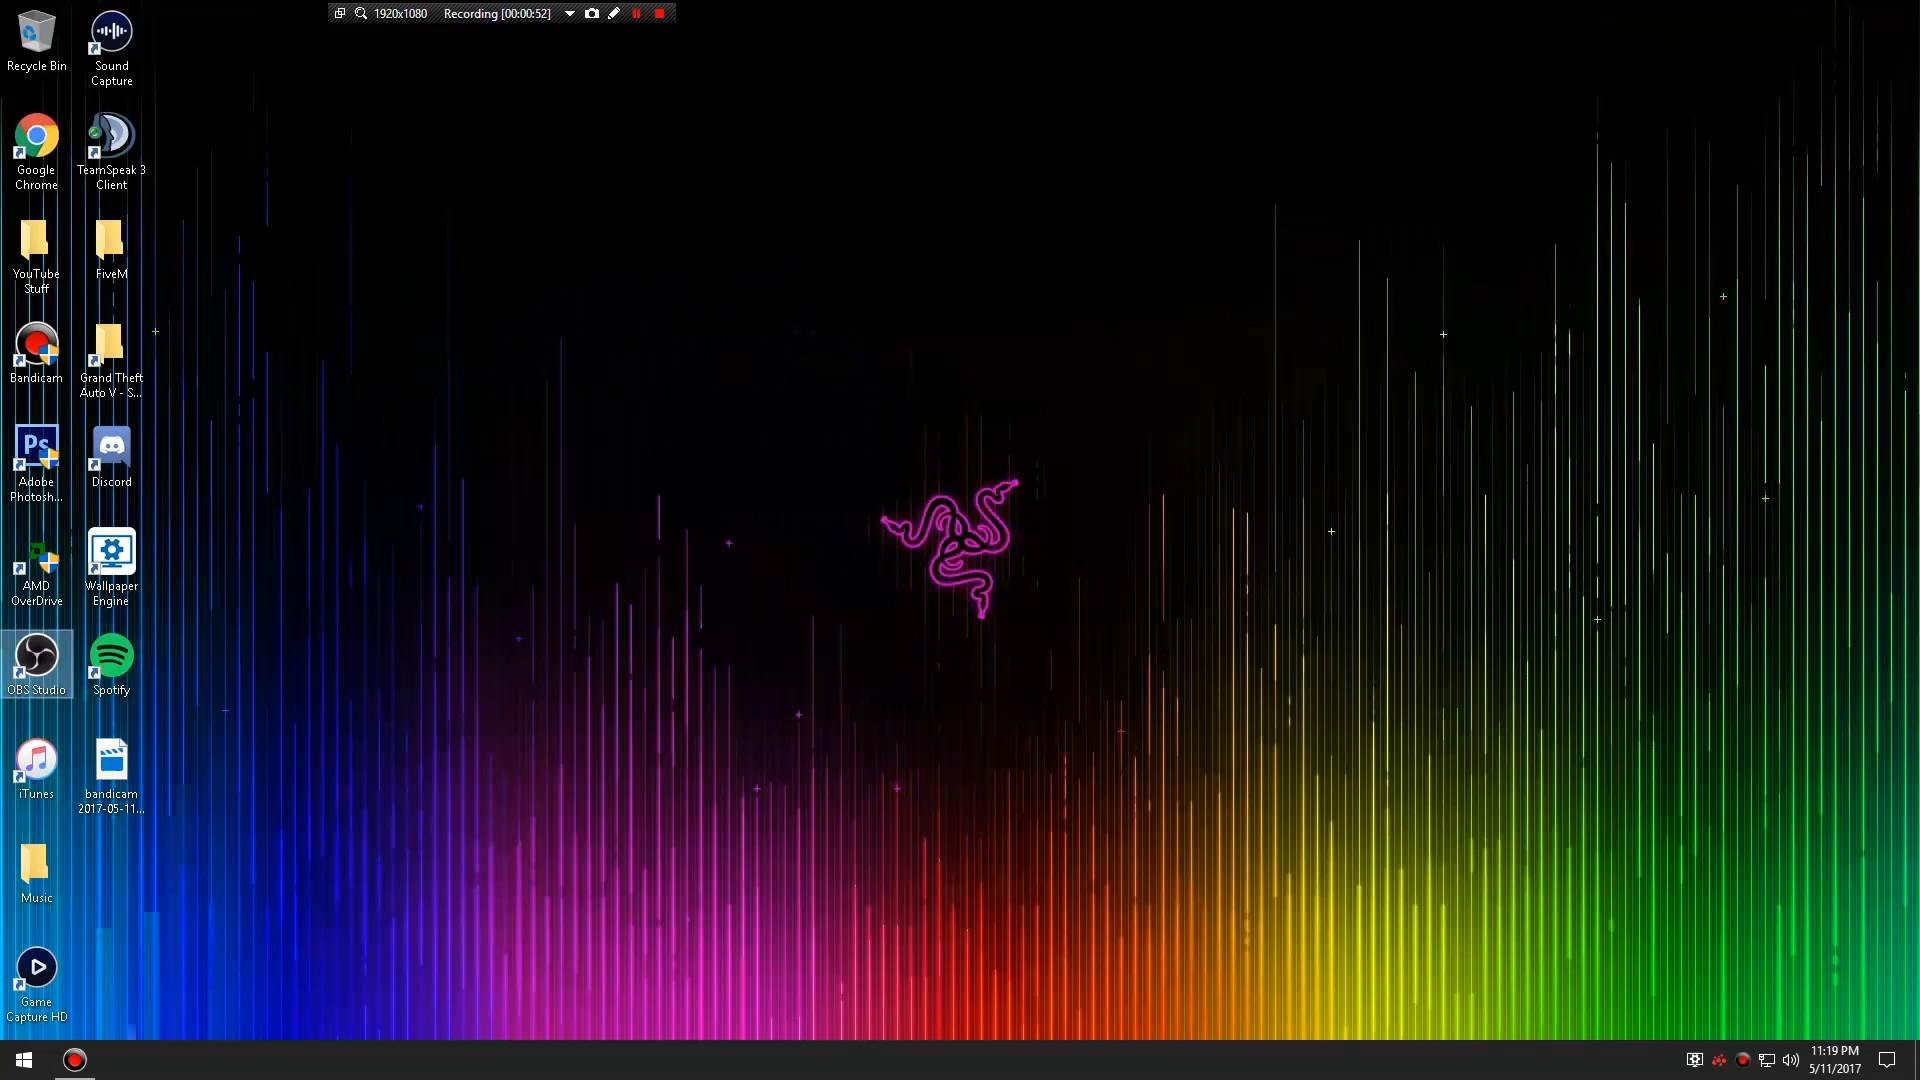 1920x1080 Recording [00:00:52]
Recycle Bin
Sound
Capture
Google
Chrome
TeamSpeak 3
Client
YouTube
Stuff
FiveM
Bandicam
Grand Theft
Auto V - S...
Ps
Adobe
Photosh...
Discord
AMD
OverDrive
Wallpaper
Engine
OBS Studio
Spotify
iTunes
bandicam
2017-05-11...
Music
Game
Capture HD
11:19 PM
5/11/2017